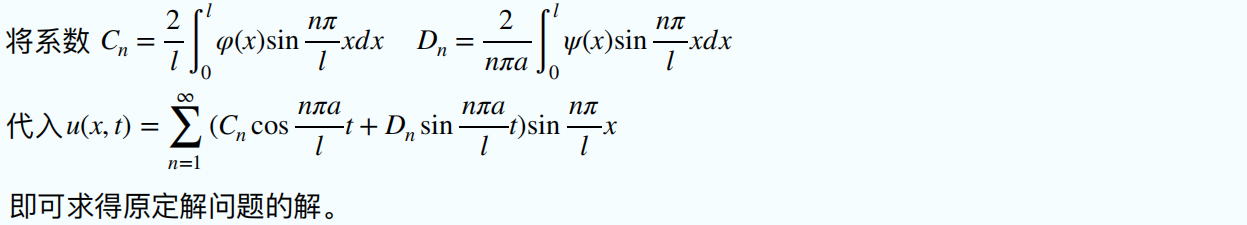 将系数 $C_n = \frac{2}{l}\int_0^l \varphi(x)\sin\frac{n\pi}{l}xdx \quad D_n = \frac{2}{n\pi a}\int_0^l \psi(x)\sin\frac{n\pi}{l}xdx$
代入 $u(x,t) = \sum_{n=1}^{\infty}(C_n\cos\frac{n\pi a}{l}t + D_n\sin\frac{n\pi a}{l}t)\sin\frac{n\pi}{l}x$
即可求得原定解问题的解。